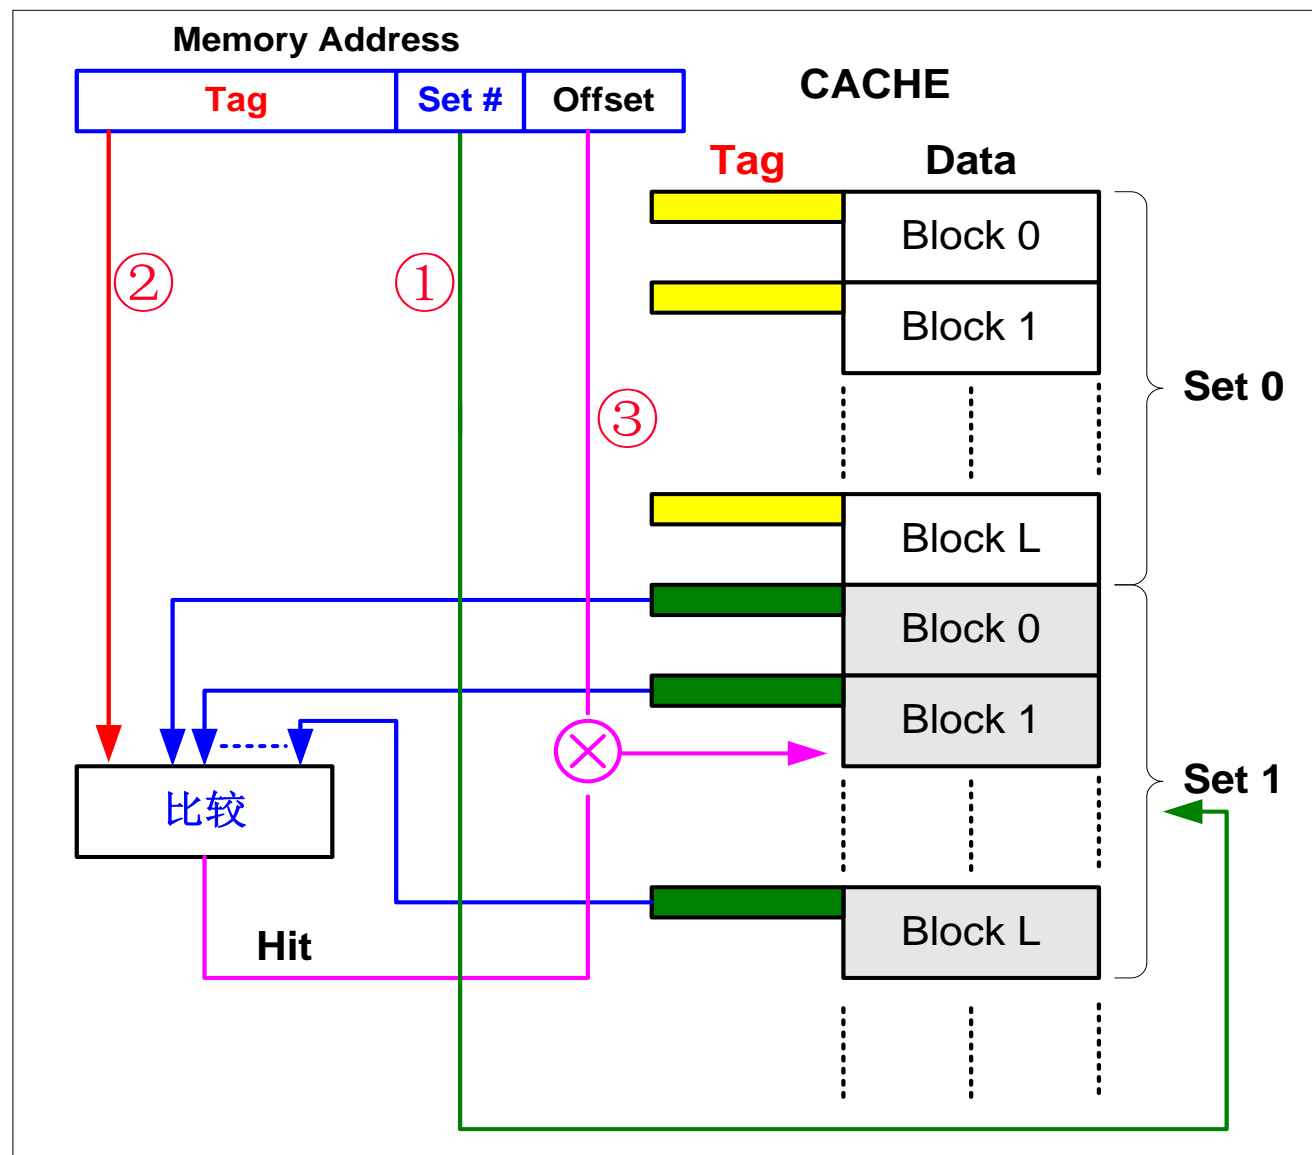 Memory Address
Tag Set # Offset
CACHE
Tag Data
Block 0
② ①
Block 1
Set 0
③
Block L
Block 0
Block 1
Set 1
比较
Block L
Hit